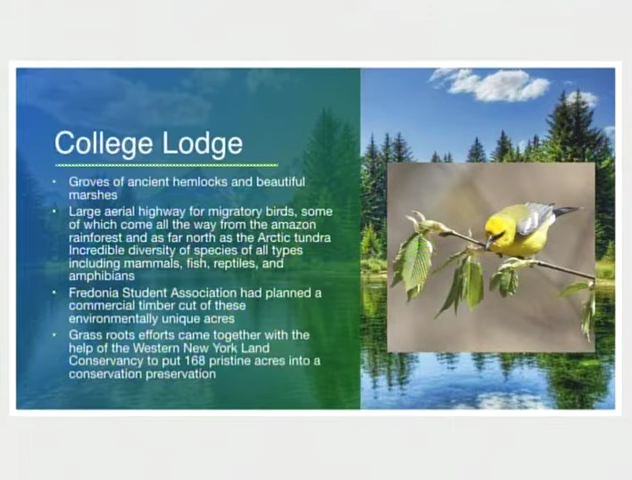 College Lodge
Groves of ancient hemlocks and beautiful
marshes
Large aerial highway for migratory birds, some
of which come all the way from the amazon
rainforest and as far north as the Arctic tundra
Incredible diversity of species of all types
including mammals, fish, reptiles, and
amphibians
Fredonia Student Association had planned a
commercial timber cut of these
environmentally unique acres
Grass roots efforts came together with the
help of the Western New York Land
Conservancy to put 168 pristine acres into a
conservation preservation